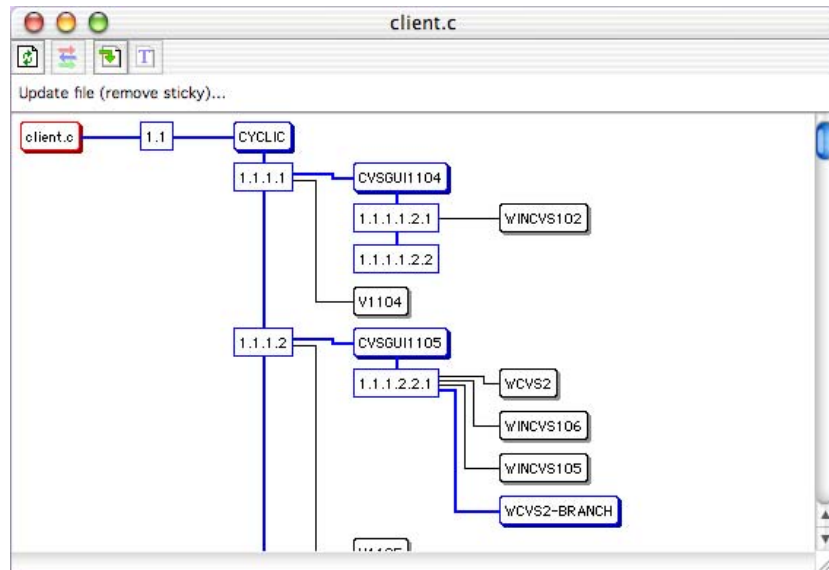 client.c
Update file (remove sticky)...
client.c 1.1 CYCLIC
1.1.1.1 CVSGUI1104
1.1.1.1.2.1 WINCVS102
1.1.1.1.2.2
V1104
1.1.1.2 CVSGUI1105
1.1.1.2.2.1 WCVS2
WINCVS106
WINCVS105
WCVS2-BRANCH